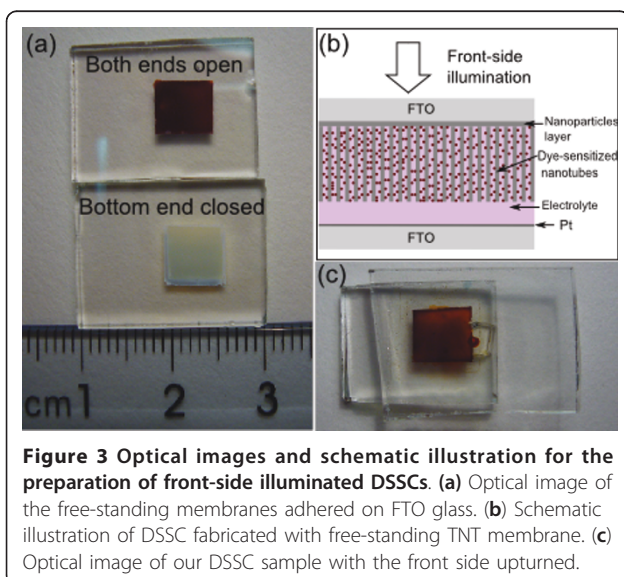 (a)
Both ends open
Bottom end closed
cm 1 2 3
(b)
Front-side
illumination
FTO
Nanoparticles
layer
Dye-sensitized
nanotubes
Electrolyte
Pt
FTO
(c)
Figure 3 Optical images and schematic illustration for the
preparation of front-side illuminated DSSCs. (a) Optical image of
the free-standing membranes adhered on FTO glass. (b) Schematic
illustration of DSSC fabricated with free-standing TNT membrane. (c)
Optical image of our DSSC sample with the front side upturned.